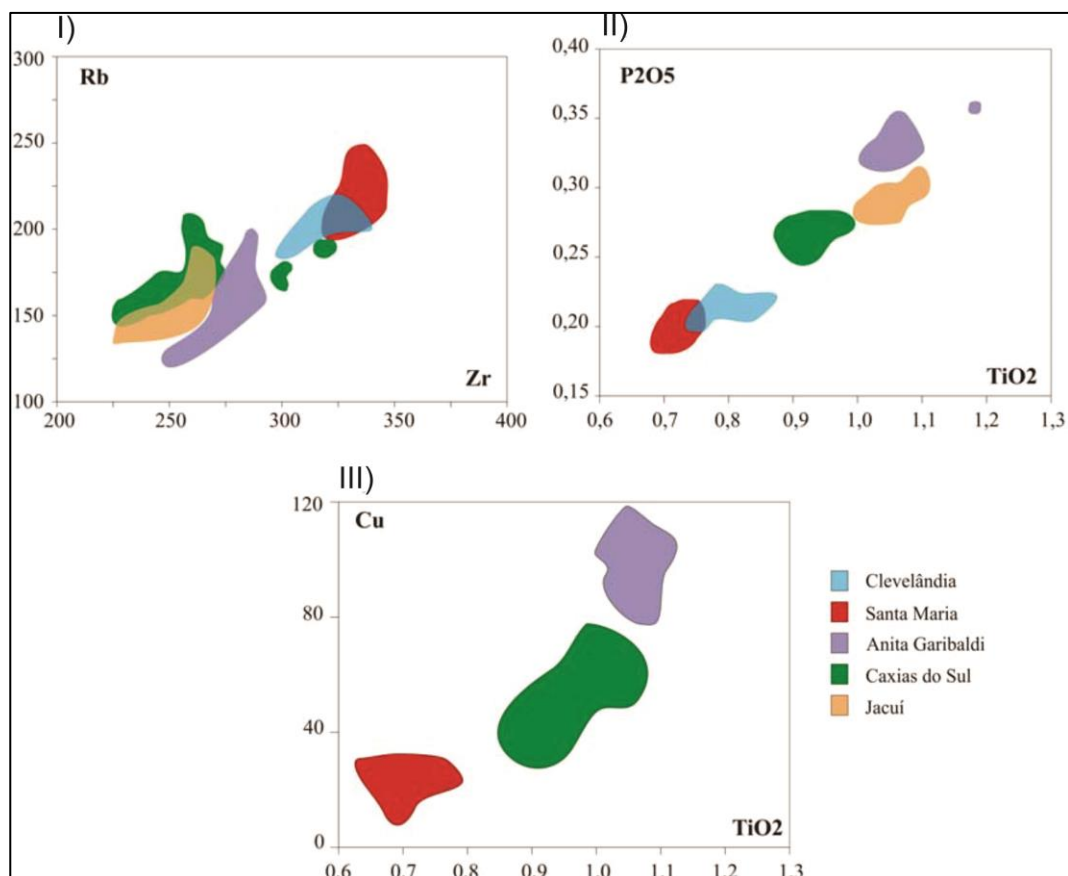 I)
Rb
300
250
200
150
100
200 250 300 350 400
Zr
II)
P2O5
0,40
0,35
0,30
0,25
0,20
0,15
0,6 0,7 0,8 0,9 1,0 1,1 1,2 1,3
TiO2
III)
Cu
120
80
40
0
0.6 0.7 0.8 0.9 1.0 1.1 1.2 1.3
TiO2
Clevelândia
Santa Maria
Anita Garibaldi
Caxias do Sul
Jacuí